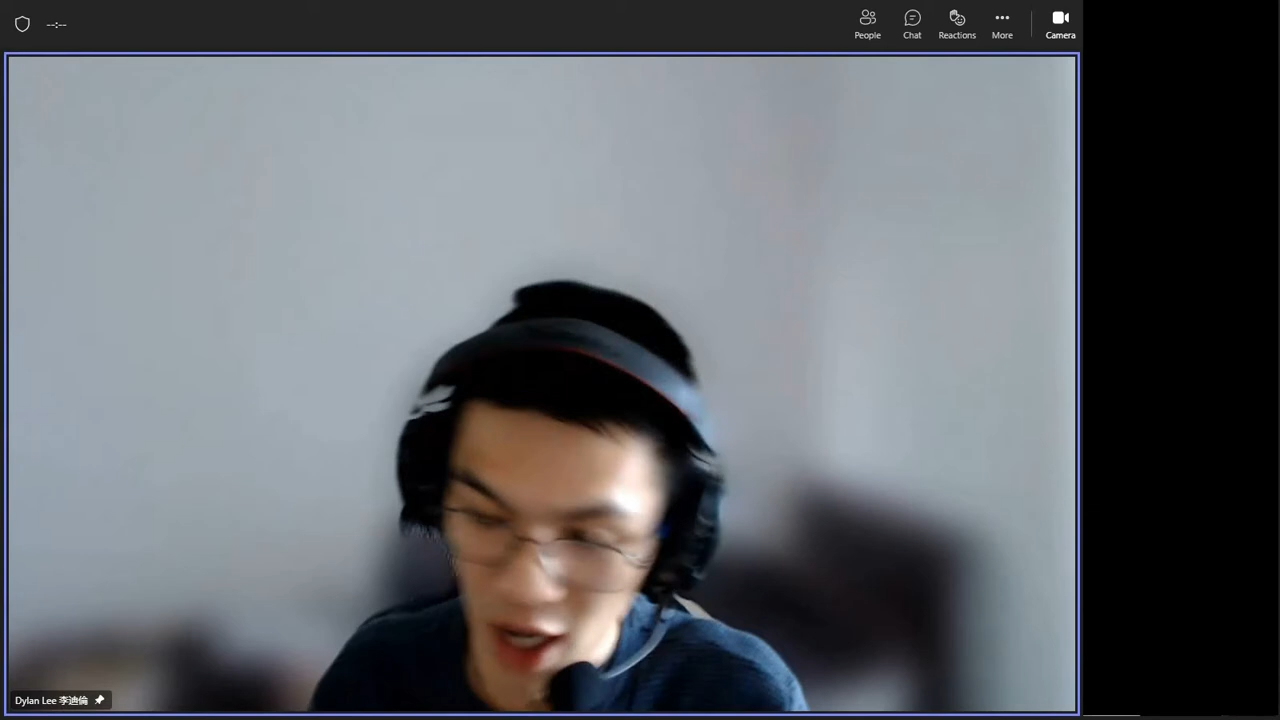 --:--
People
Chat
Reactions
More
Camera
Dylan Lee 李迪倫